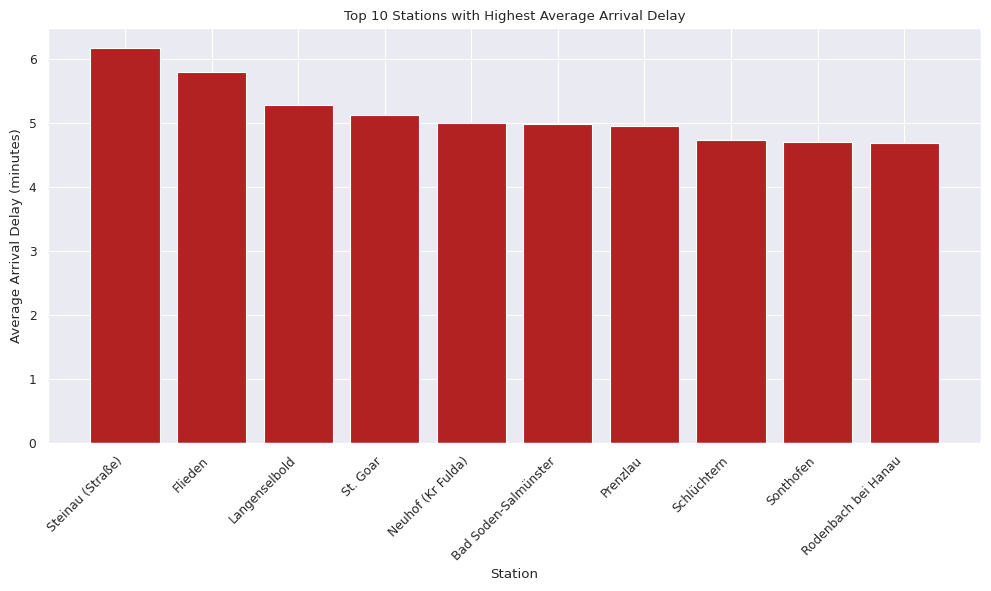 Top 10 Stations with Highest Average Arrival Delay
Average Arrival Delay (minutes)
6
5
4
3
2
1
0
Steinau (Straße)
Flieden
Langenselbold
St. Goar
Neuhof (Kr Fulda)
Bad Soden-Salmünster
Prenzlau
Schlüchtern
Sonthofen
Rodenbach bei Hanau
Station